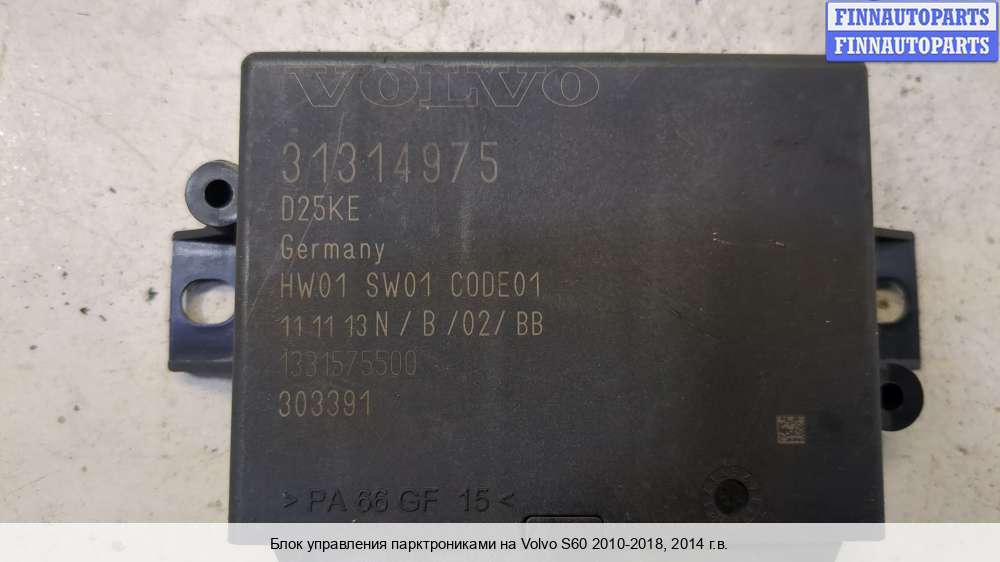 FINNAUTOPARTS
FINNAUTOPARTS
VOLVO
31314975
D25KE
Germany
HW01 SW01 CODE01
11 11 13 N / B /02/ BB
1331575500
303391
> PA 66 GF 15 <
Блок управления парктрониками на Volvo S60 2010-2018, 2014 г.в.